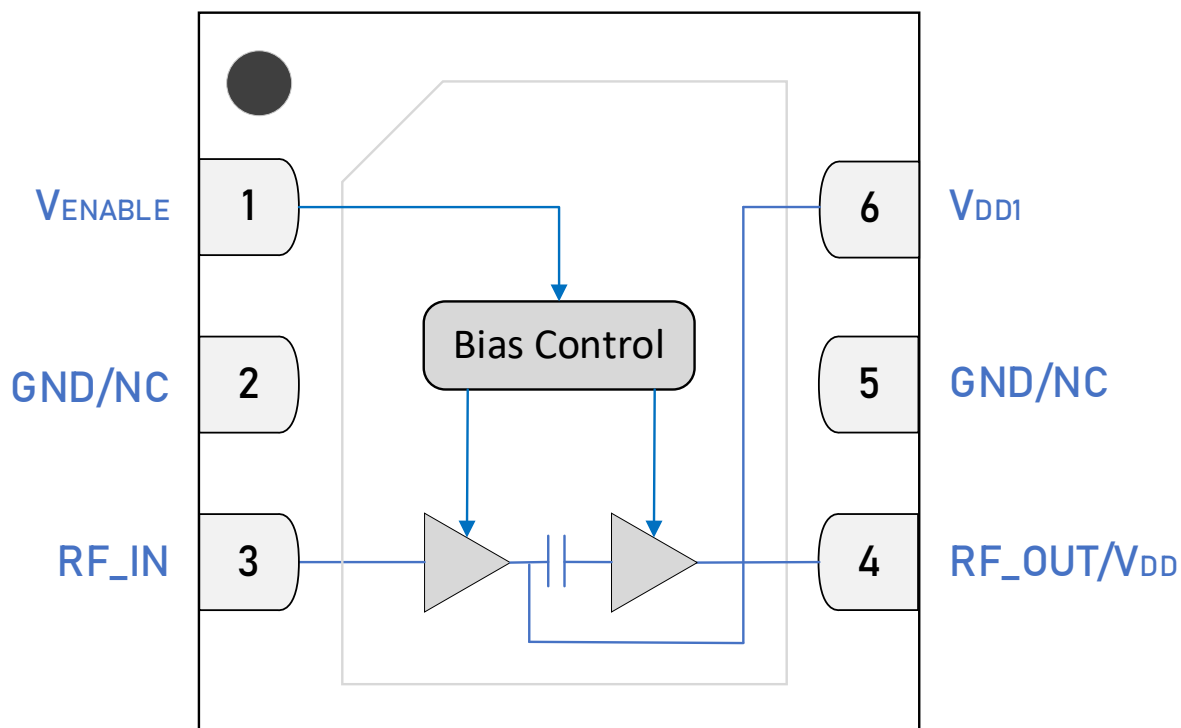 VENABLE 1 6 VDD1
Bias Control
GND/NC 2 5 GND/NC
RF_IN 3 4 RF_OUT/VDD